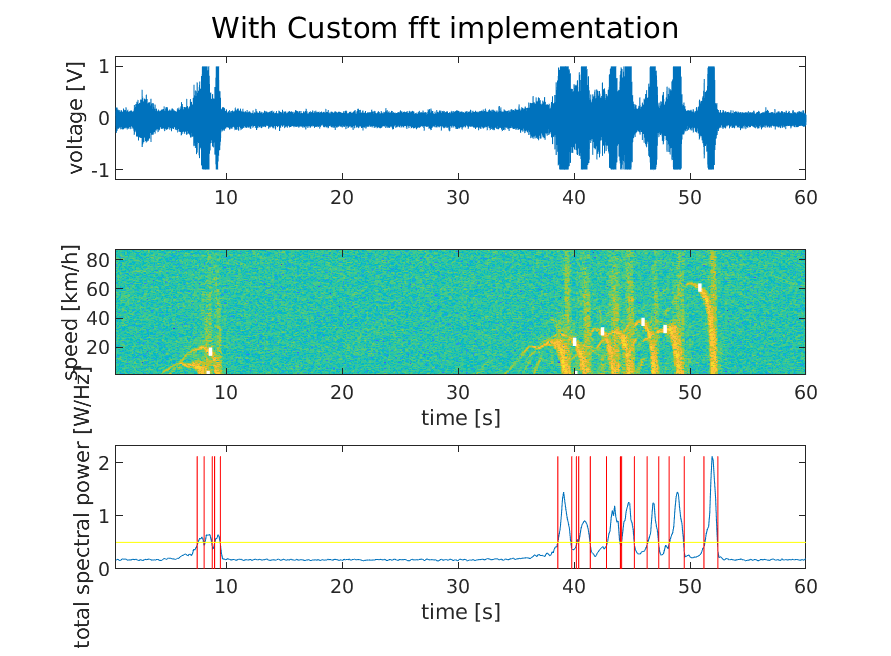 With Custom fft implementation
voltage [V]
1
0
-1
10 20 30 40 50 60
speed [km/h]
80
60
40
20
10 20 30 40 50 60
time [s]
total spectral power [W/Hz]
2
1
0
10 20 30 40 50 60
time [s]